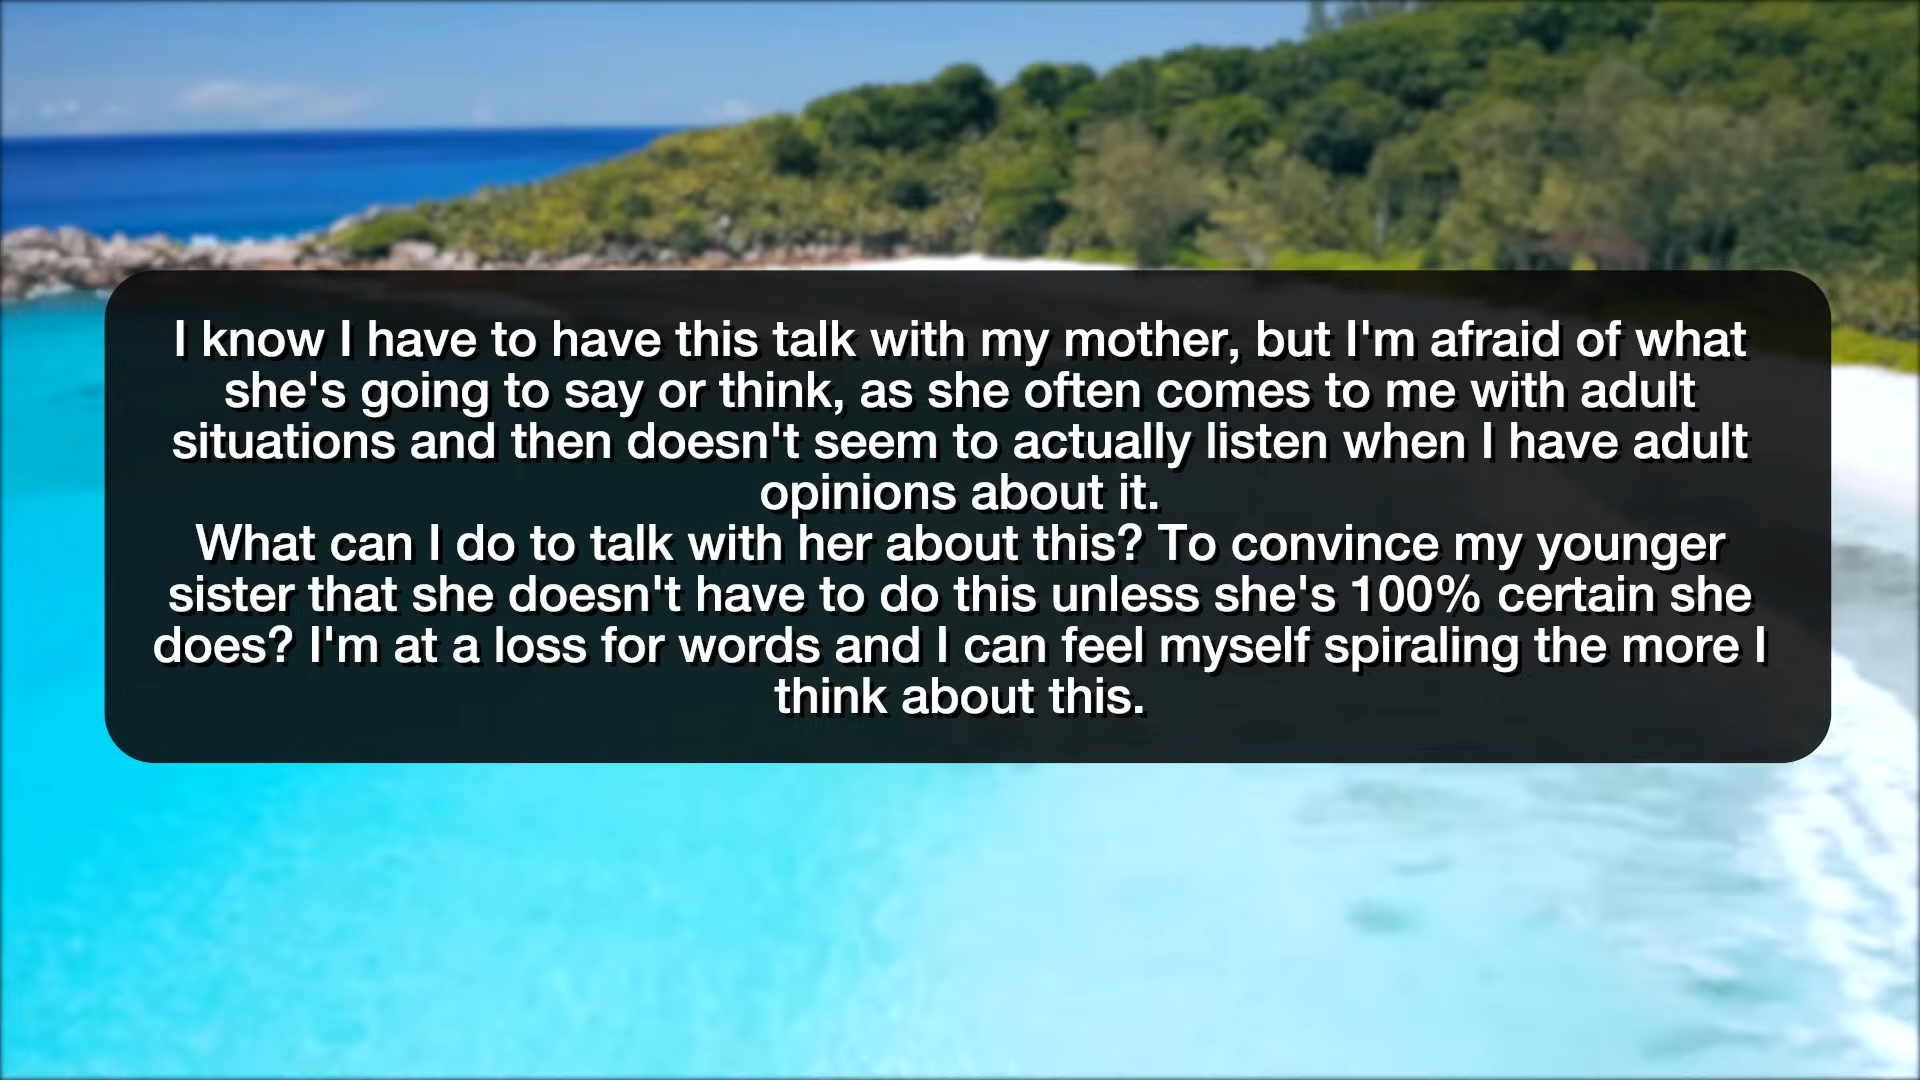 I know I have to have this talk with my mother, but I'm afraid of what
she's going to say or think, as she often comes to me with adult
situations and then doesn't seem to actually listen when I have adult
opinions about it.
What can I do to talk with her about this? To convince my younger
sister that she doesn't have to do this unless she's 100% certain she
does? I'm at a loss for words and I can feel myself spiraling the more I
think about this.